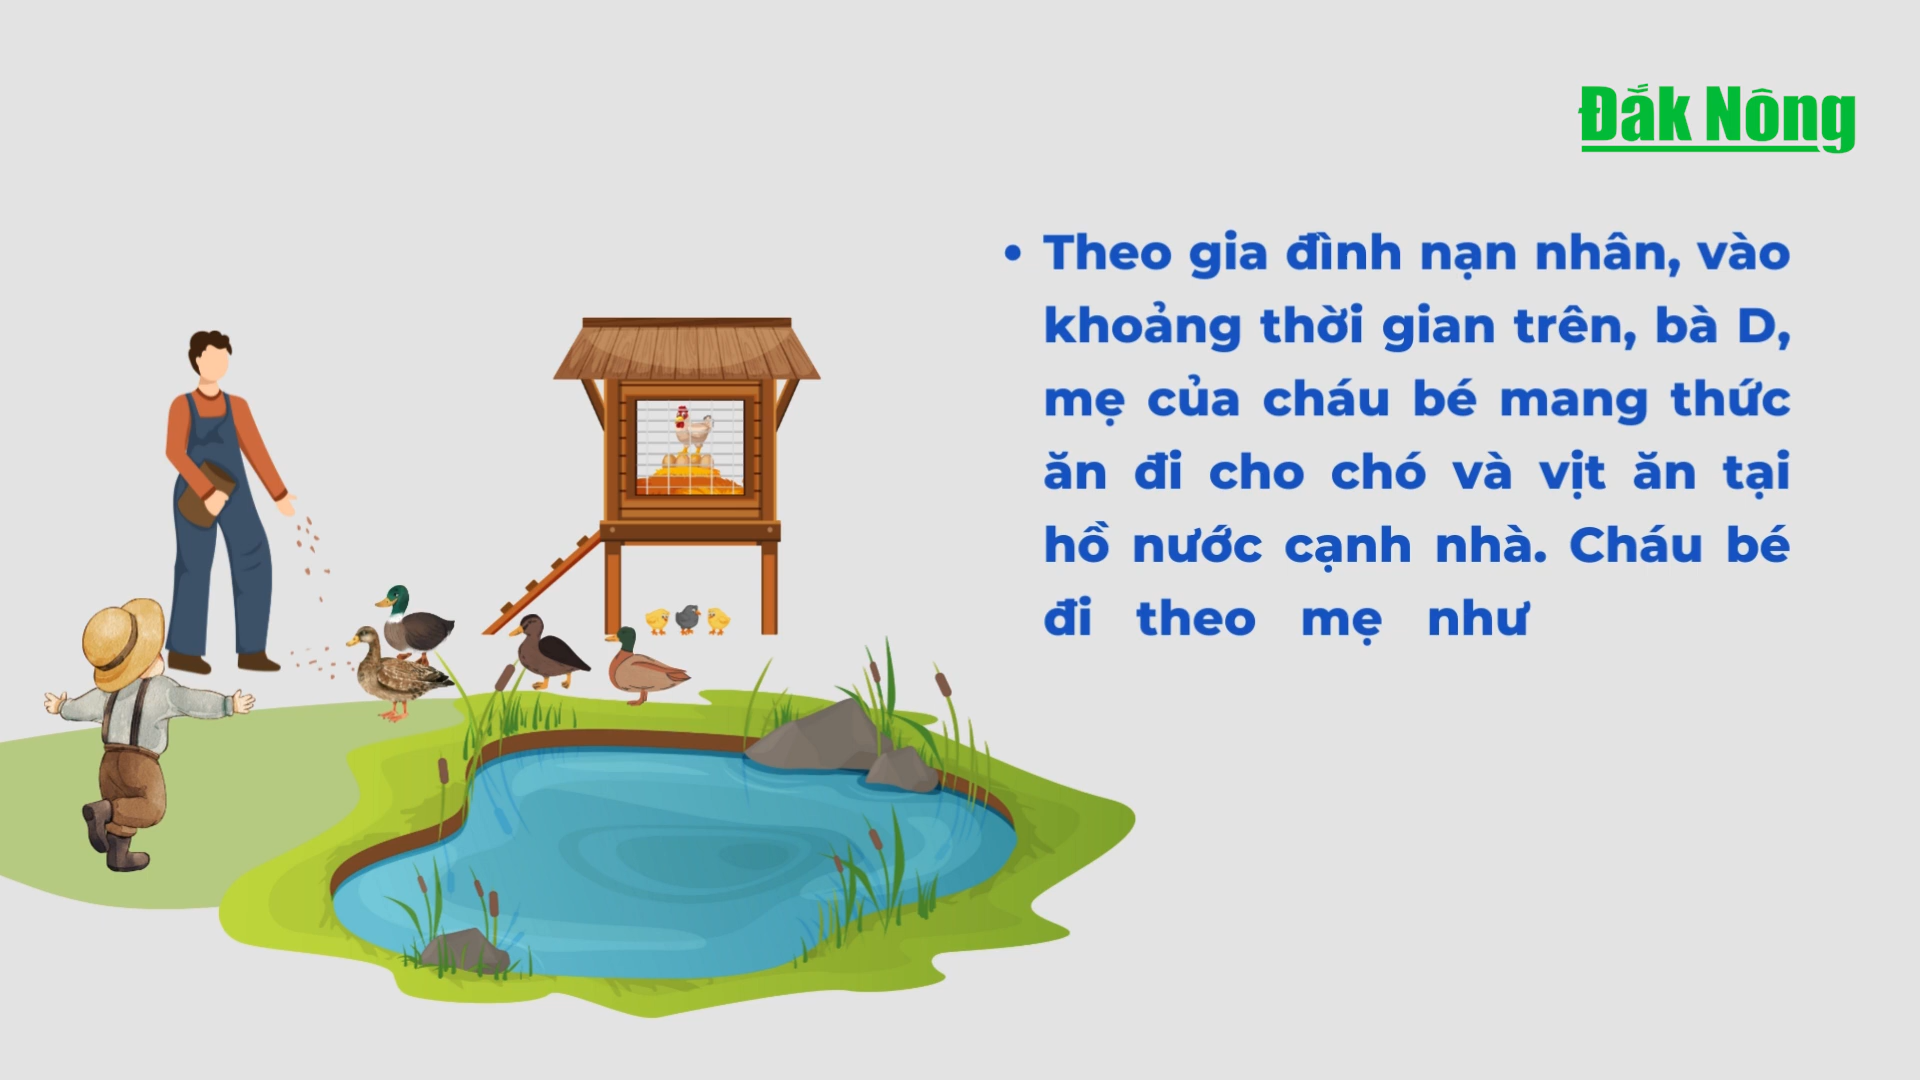 Đắk Nông
• Theo gia đình nạn nhân, vào
khoảng thời gian trên, bà D,
mẹ của cháu bé mang thức
ăn đi cho chó và vịt ăn tại
hồ nước cạnh nhà. Cháu bé
đi theo mẹ như